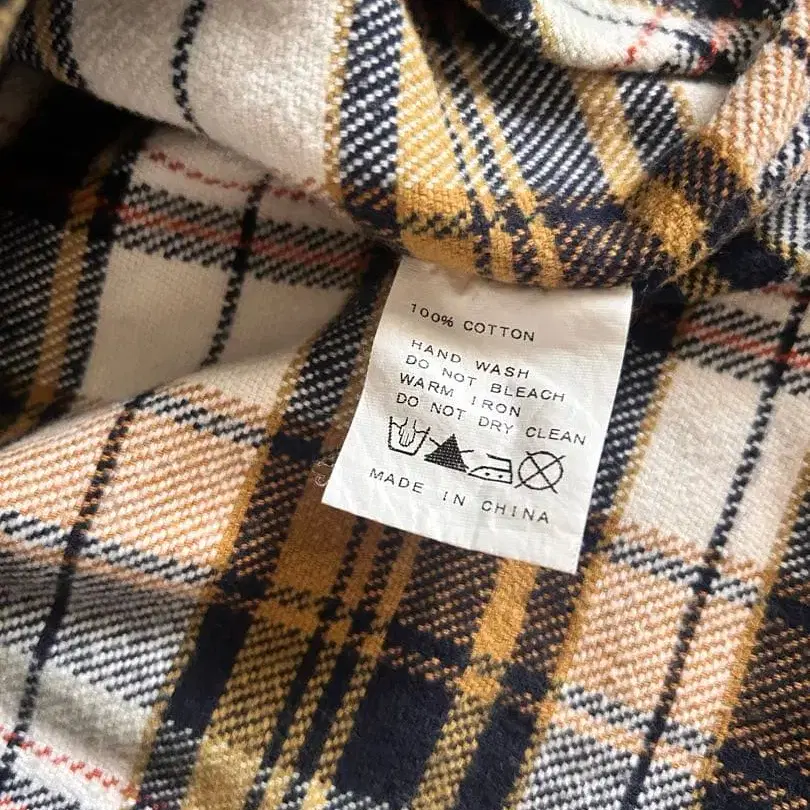 100% COTTON
HAND WASH
DO NOT BLEACH
WARM IRON
DO NOT DRY CLEAN
MADE IN CHINA